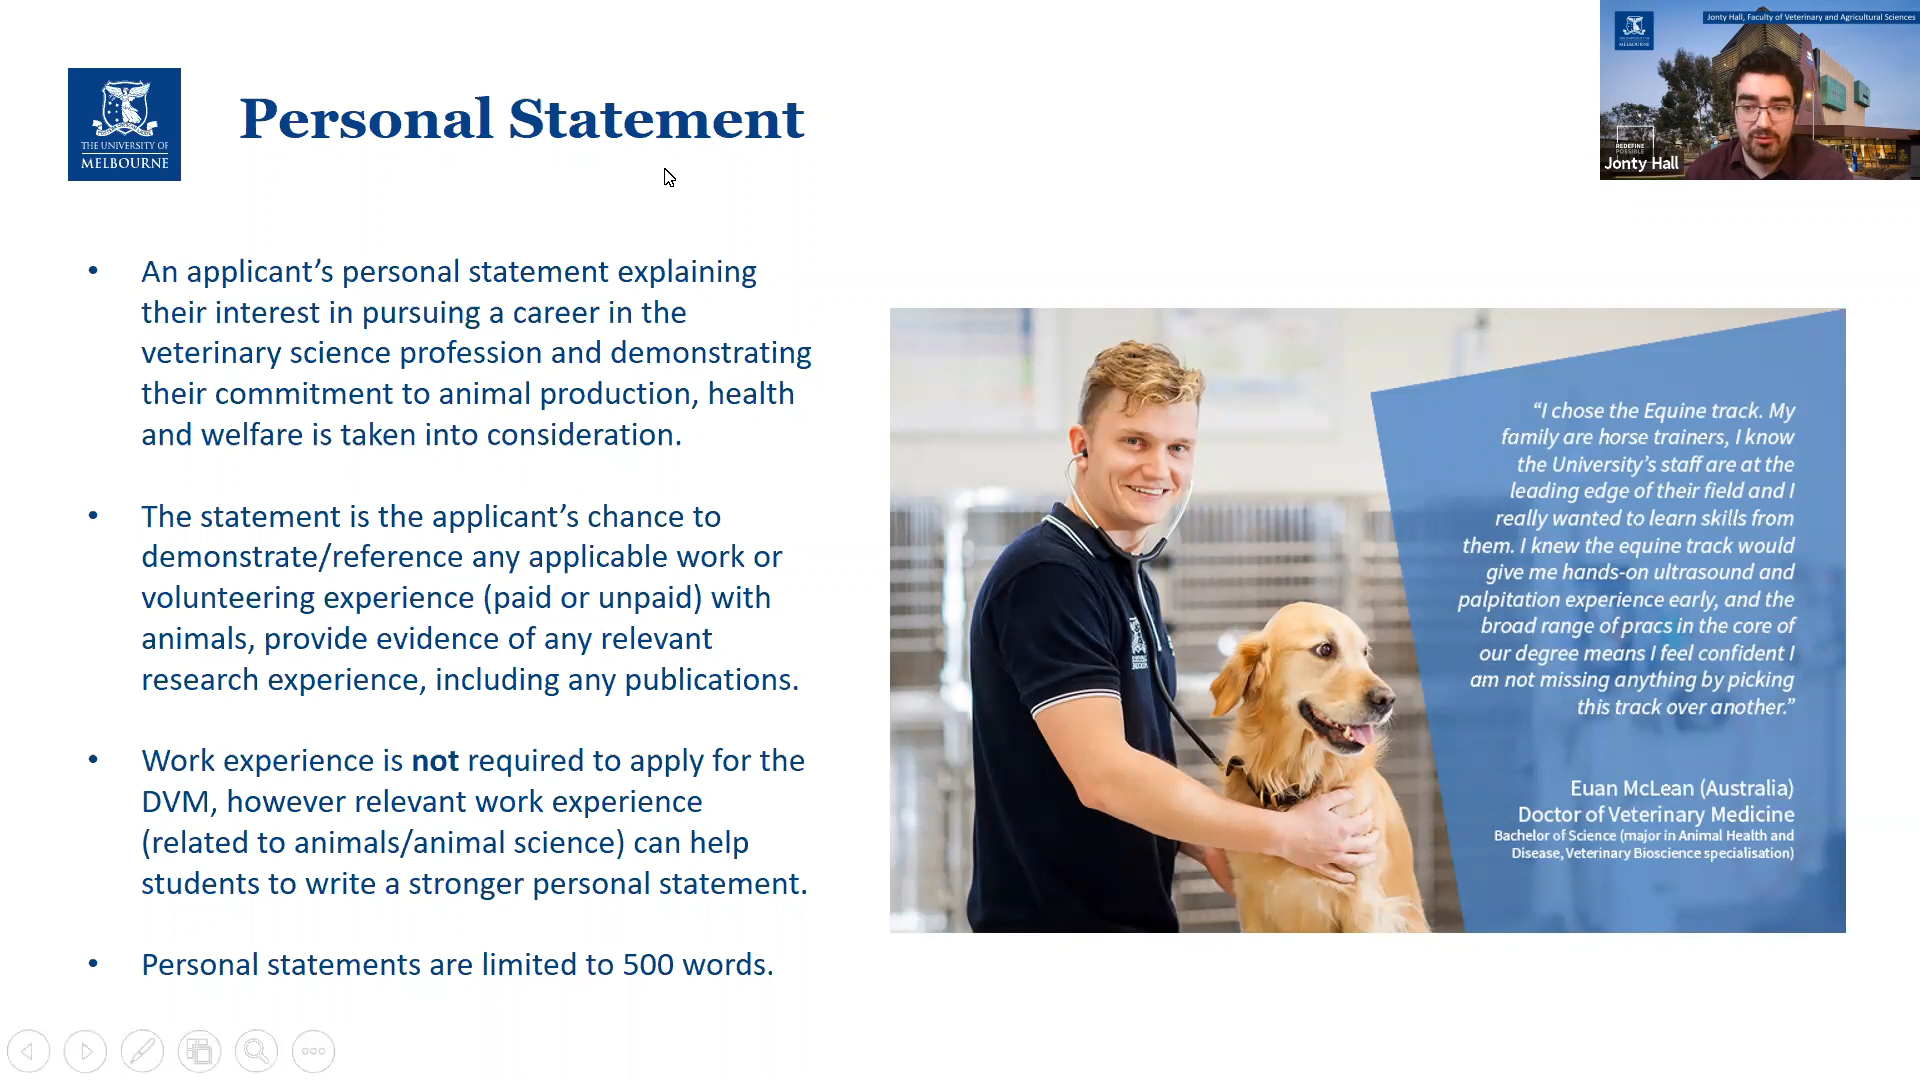 THE UNIVERSITY OF
MELBOURNE
Personal Statement
Jonty Hall, Faculty of Veterinary and Agricultural Sciences
MELBOURNE
REDEFINE
POSSIBLE
Jonty Hall
• An applicant’s personal statement explaining
their interest in pursuing a career in the
veterinary science profession and demonstrating
their commitment to animal production, health
and welfare is taken into consideration.
• The statement is the applicant’s chance to
demonstrate/reference any applicable work or
volunteering experience (paid or unpaid) with
animals, provide evidence of any relevant
research experience, including any publications.
• Work experience is not required to apply for the
DVM, however relevant work experience
(related to animals/animal science) can help
students to write a stronger personal statement.
• Personal statements are limited to 500 words.
“I chose the Equine track. My
family are horse trainers, I know
the University’s staff are at the
leading edge of their field and I
really wanted to learn skills from
them. I knew the equine track would
give me hands-on ultrasound and
palpitation experience early, and the
broad range of pracs in the core of
our degree means I feel confident I
am not missing anything by picking
this track over another.”
Euan McLean (Australia)
Doctor of Veterinary Medicine
Bachelor of Science (major in Animal Health and
Disease, Veterinary Bioscience specialisation)